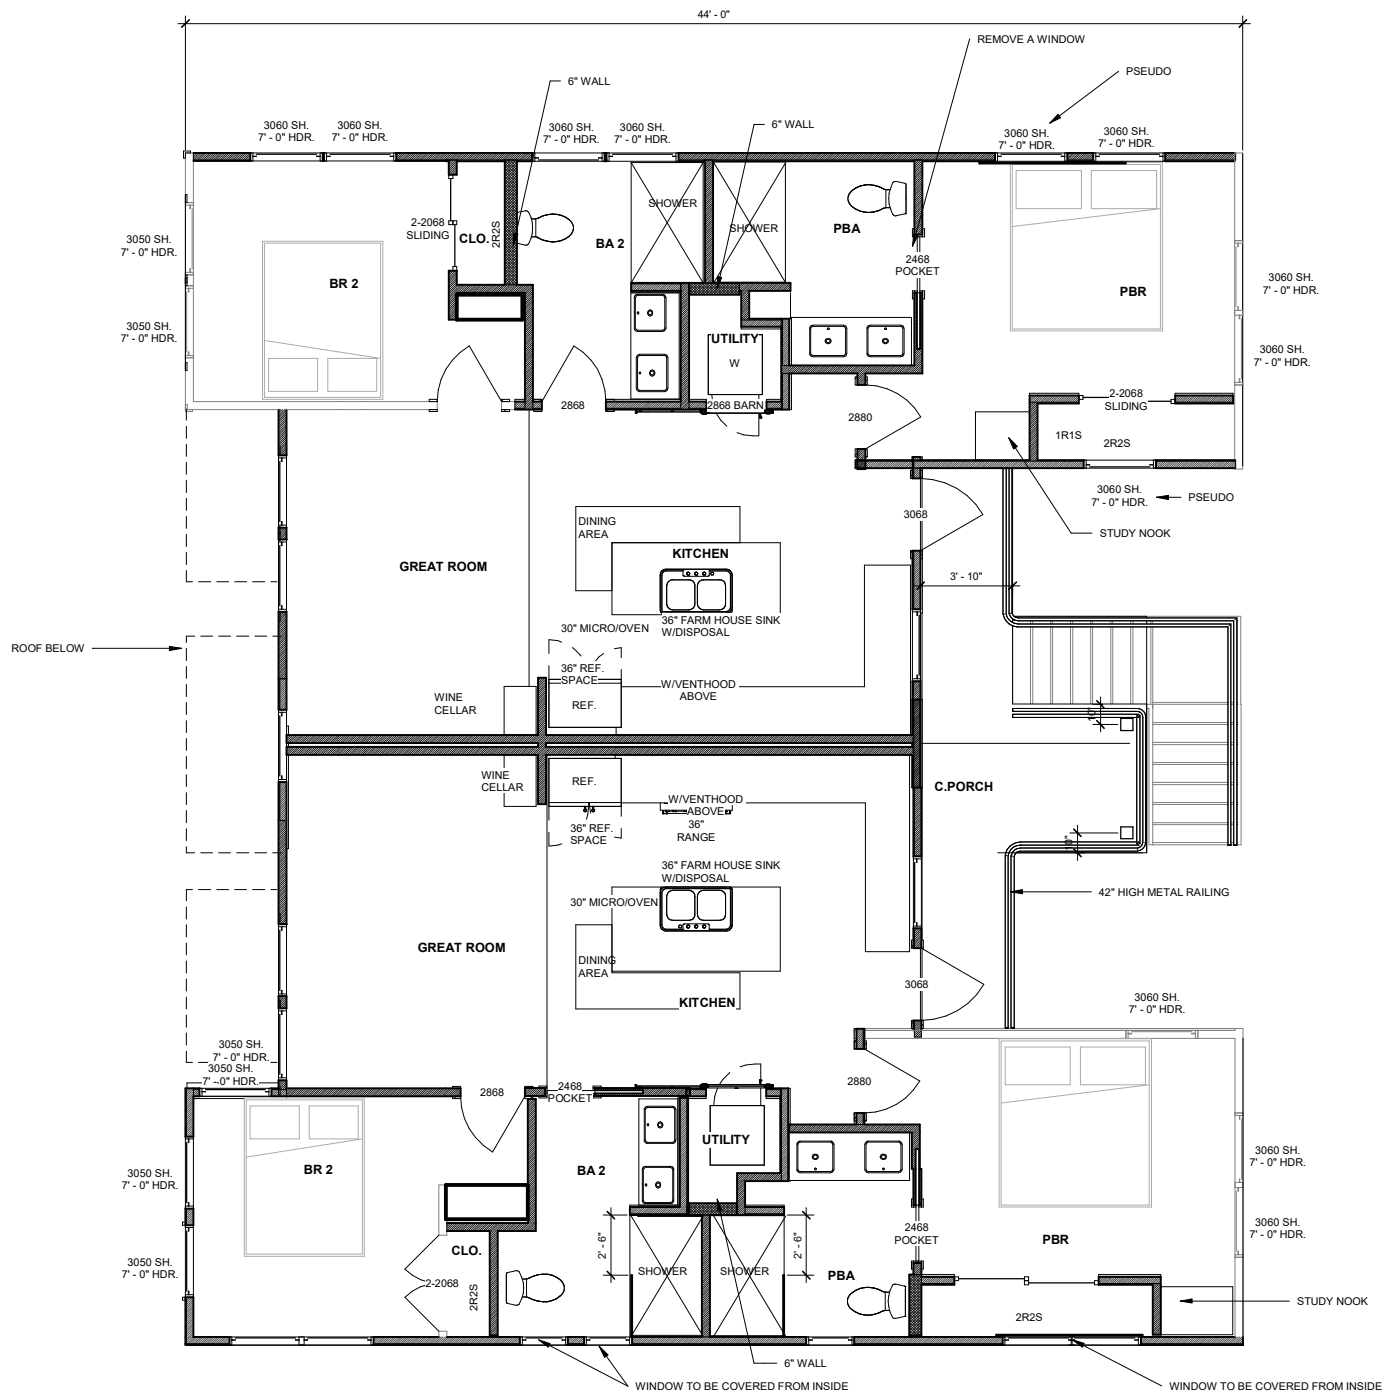 44' - 0"
REMOVE A WINDOW
PSEUDO
6" WALL
6" WALL
3060 SH.
7' - 0" HDR.
3060 SH.
7' - 0" HDR.
3060 SH.
7' - 0" HDR.
3060 SH.
7' - 0" HDR.
3060 SH.
7' - 0" HDR.
3060 SH.
7' - 0" HDR.
SHOWER
SHOWER
2-2068
SLIDING
CLO.
2R2S
BA 2
PBA
2468
POCKET
3050 SH.
7' - 0" HDR.
BR 2
PBR
3060 SH.
7' - 0" HDR.
3050 SH.
7' - 0" HDR.
UTILITY
W
3060 SH.
7' - 0" HDR.
2868
2868 BARN
2880
2-2068
SLIDING
1R1S
2R2S
3060 SH.
7' - 0" HDR.
PSEUDO
3068
DINING
AREA
STUDY NOOK
KITCHEN
GREAT ROOM
3' - 10"
36" FARM HOUSE SINK
W/DISPOSAL
30" MICRO/OVEN
ROOF BELOW
36" REF.
SPACE
W/VENTHOOD
ABOVE
WINE
CELLAR
REF.
10"
WINE
CELLAR
REF.
C.PORCH
W/VENTHOOD
ABOVE
36"
RANGE
36" REF.
SPACE
10"
36" FARM HOUSE SINK
W/DISPOSAL
42" HIGH METAL RAILING
30" MICRO/OVEN
GREAT ROOM
DINING
AREA
KITCHEN
3068
3060 SH.
7' - 0" HDR.
3050 SH.
7' - 0" HDR.
3050 SH.
7' - 0" HDR.
2868
2468
POCKET
2880
UTILITY
3050 SH.
7' - 0" HDR.
BR 2
BA 2
3060 SH.
7' - 0" HDR.
2468
POCKET
3060 SH.
7' - 0" HDR.
CLO.
2' - 6"
2' - 6"
PBR
3050 SH.
7' - 0" HDR.
2-2068
2R2S
SHOWER
SHOWER
PBA
2R2S
STUDY NOOK
6" WALL
WINDOW TO BE COVERED FROM INSIDE
WINDOW TO BE COVERED FROM INSIDE